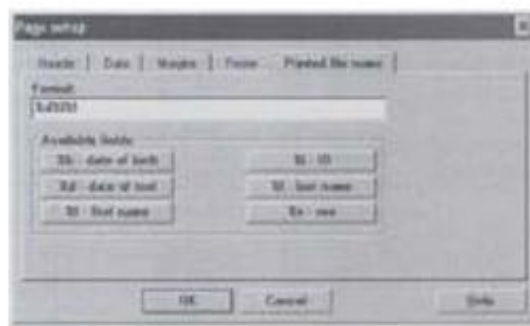 Page setup
Header | Data | Margins | Footer | Printed file name
Format:
Available fields:
- date of birth
- ID
- date of test
- last name
- first name
- sex
OK
Cancel
Help